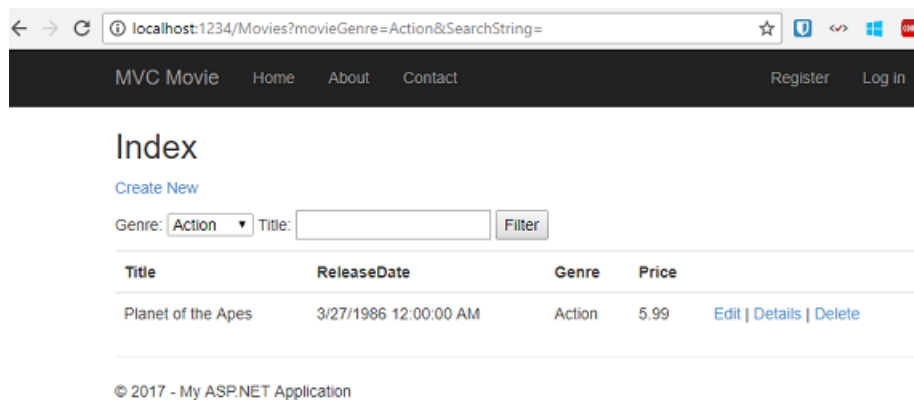 localhost:1234/Movies?movieGenre=Action&SearchString=
MVC Movie Home About Contact Register Log in
Index
Create New
Genre: Action Title: Filter
Title ReleaseDate Genre Price
Planet of the Apes 3/27/1986 12:00:00 AM Action 5.99 Edit | Details | Delete
© 2017 - My ASP.NET Application